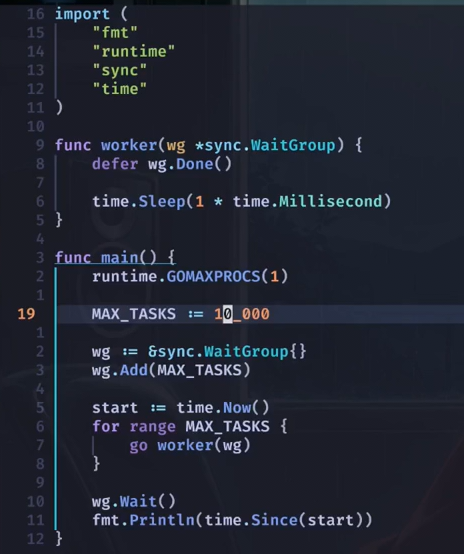 16 import (
15     "fmt"
14     "runtime"
13     "sync"
12     "time"
11 )
10
9 func worker(wg *sync.WaitGroup) {
8     defer wg.Done()
7
6     time.Sleep(1 * time.Millisecond)
5 }
4
3 func main() {
2     runtime.GOMAXPROCS(1)
1
19     MAX_TASKS := 10_000
1
2     wg := &sync.WaitGroup{}
3     wg.Add(MAX_TASKS)
4
5     start := time.Now()
6     for range MAX_TASKS {
7         go worker(wg)
8     }
9
10     wg.Wait()
11     fmt.Println(time.Since(start))
12 }